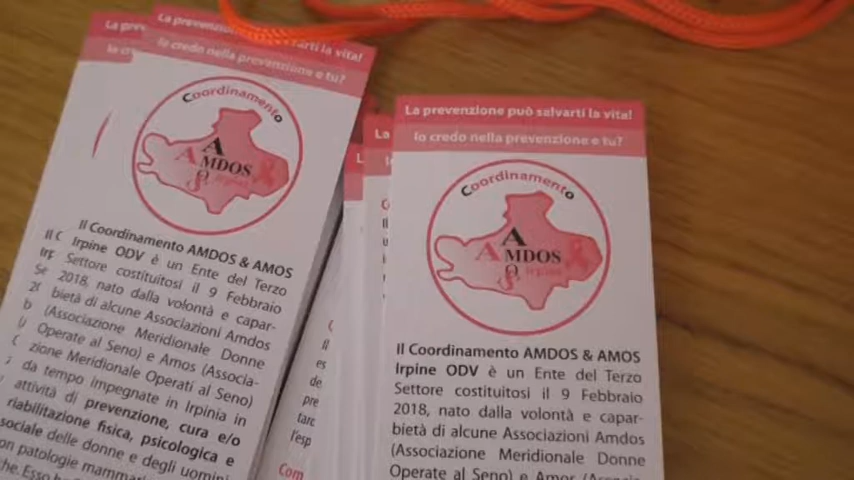 La prevenzione può salvarti la vita!
Io credo nella prevenzione e tu?
Coordinamento
A
AMDOS
Irpine
Il Coordinamento AMDOS & AMOS
Irpine ODV è un Ente del Terzo
Settore costituitosi il 9 Febbraio
2018, nato dalla volontà e capar-
bietà di alcune Associazioni Amdos
(Associazione Meridionale Donne
Operate al Seno) e Amos (Associa-
zione Meridionale Operati al Seno)
da tempo impegnate in Irpinia in
attività di prevenzione, cura e/o
riabilitazione fisica, psicologica e
sociale delle donne e degli uomini
La prevenzione può salvarti la vita!
Io credo nella prevenzione e tu?
Coordinamento
A
AMDOS
Irpine
Il Coordinamento AMDOS & AMOS
Irpine ODV è un Ente del Terzo
Settore costituitosi il 9 Febbraio
2018, nato dalla volontà e capar-
bietà di alcune Associazioni Amdos
(Associazione Meridionale Donne
Operate al Seno) e Amos